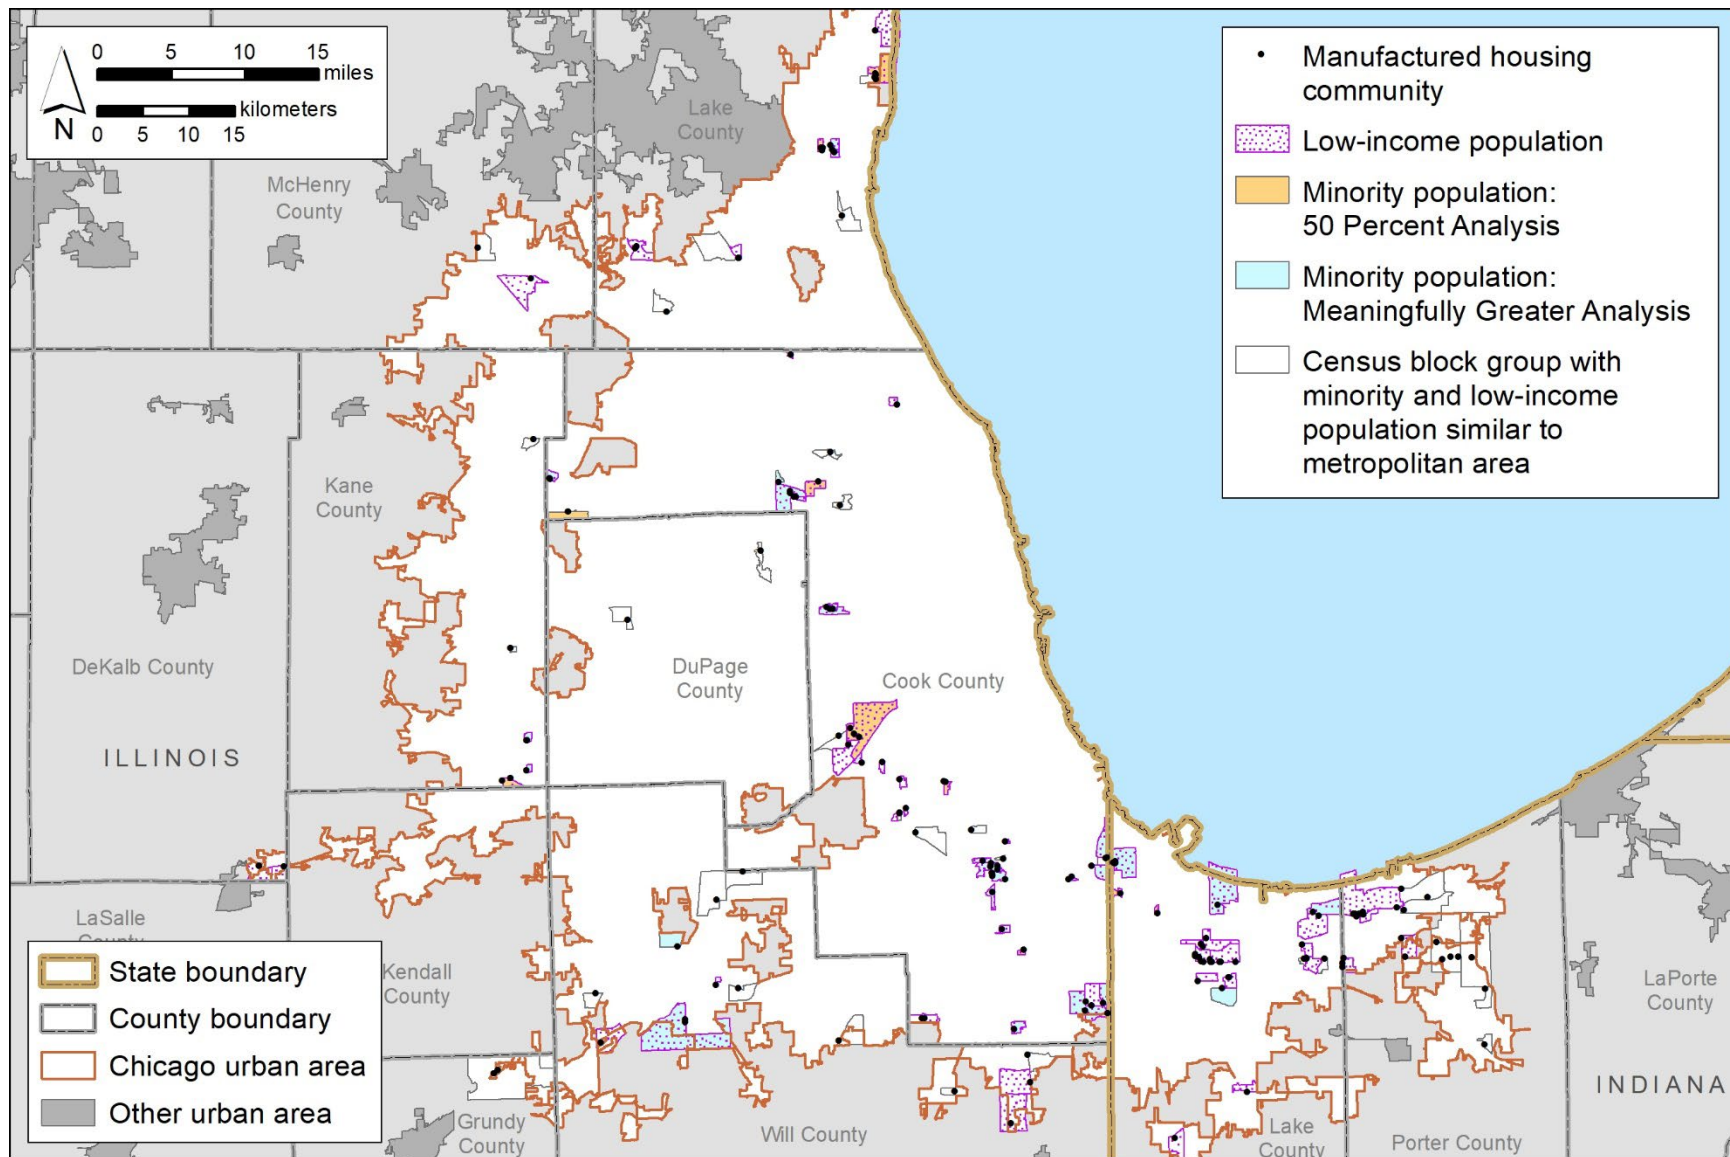 0 5 10 15
miles
kilometers
0 5 10 15
N
Manufactured housing
community
Low-income population
Minority population:
50 Percent Analysis
Minority population:
Meaningfully Greater Analysis
Census block group with
minority and low-income
population similar to
metropolitan area
Lake
County
McHenry
County
Kane
County
DeKalb County
DuPage
County
Cook County
ILLINOIS
LaSalle
County
Kendall
County
Grundy
County
Will County
Lake
County
Porter County
LaPorte
County
INDIANA
State boundary
County boundary
Chicago urban area
Other urban area